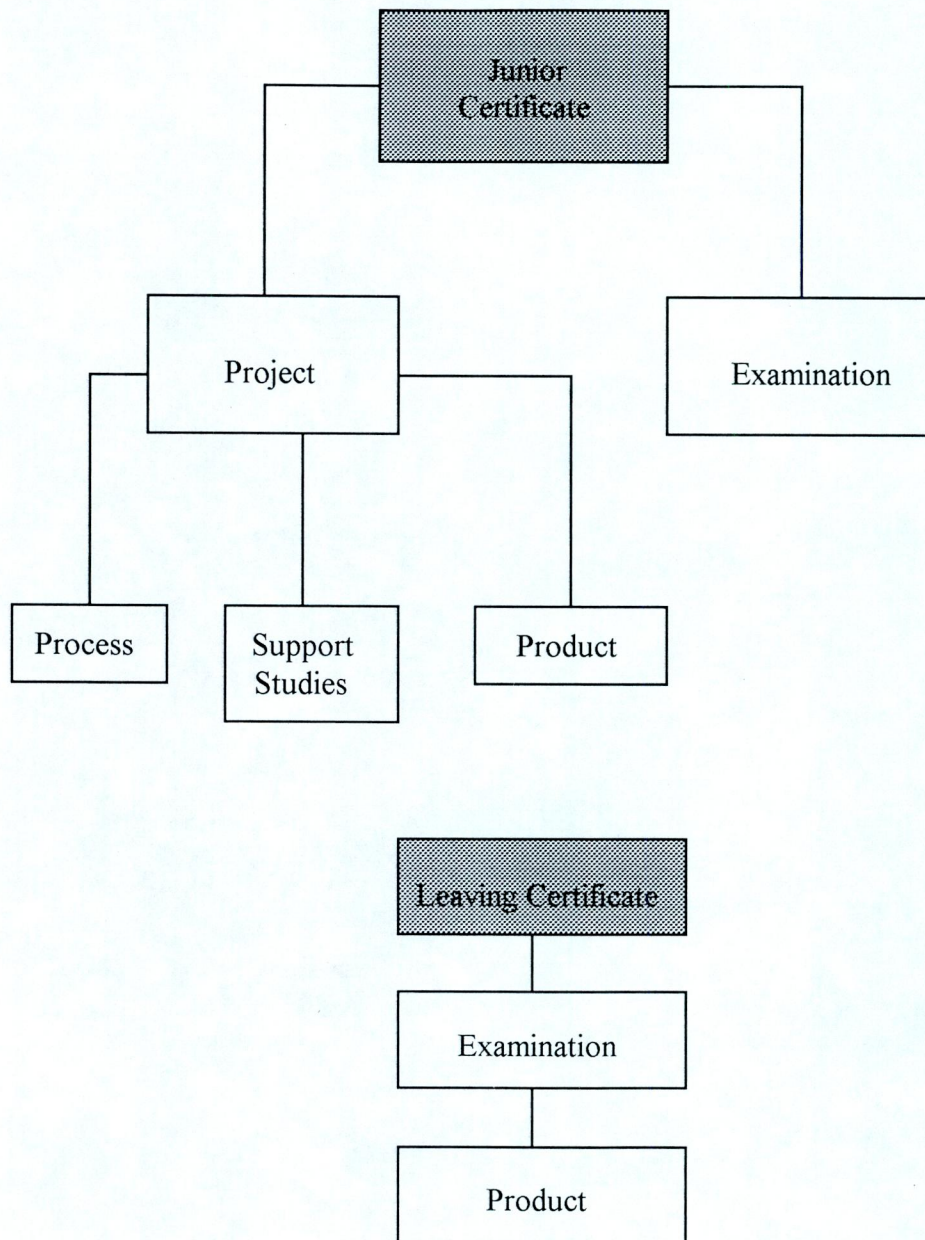 Junior
Certificate
Project
Examination
Process
Support
Studies
Product
Leaving Certificate
Examination
Product